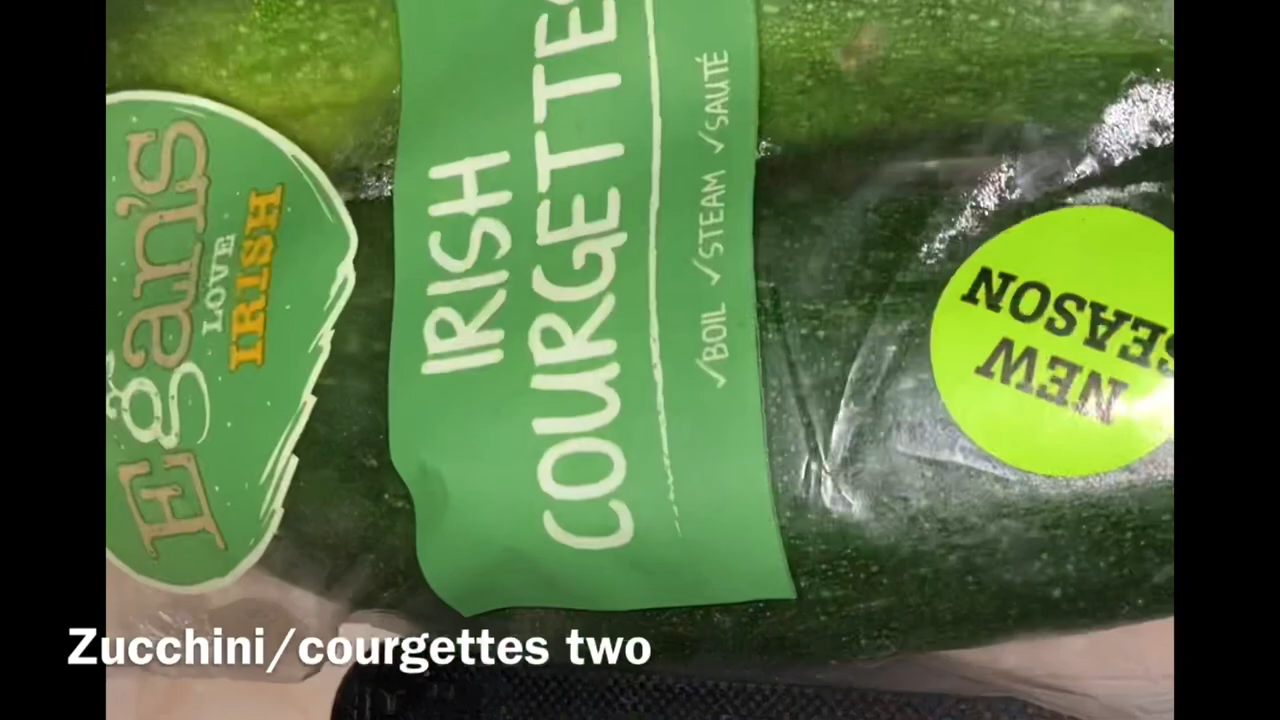 Egan's
LOVE
IRISH
IRISH
COURGETTES
✓BOIL ✓STEAM ✓SAUTÉ
NEW
SEASON
Zucchini/courgettes two